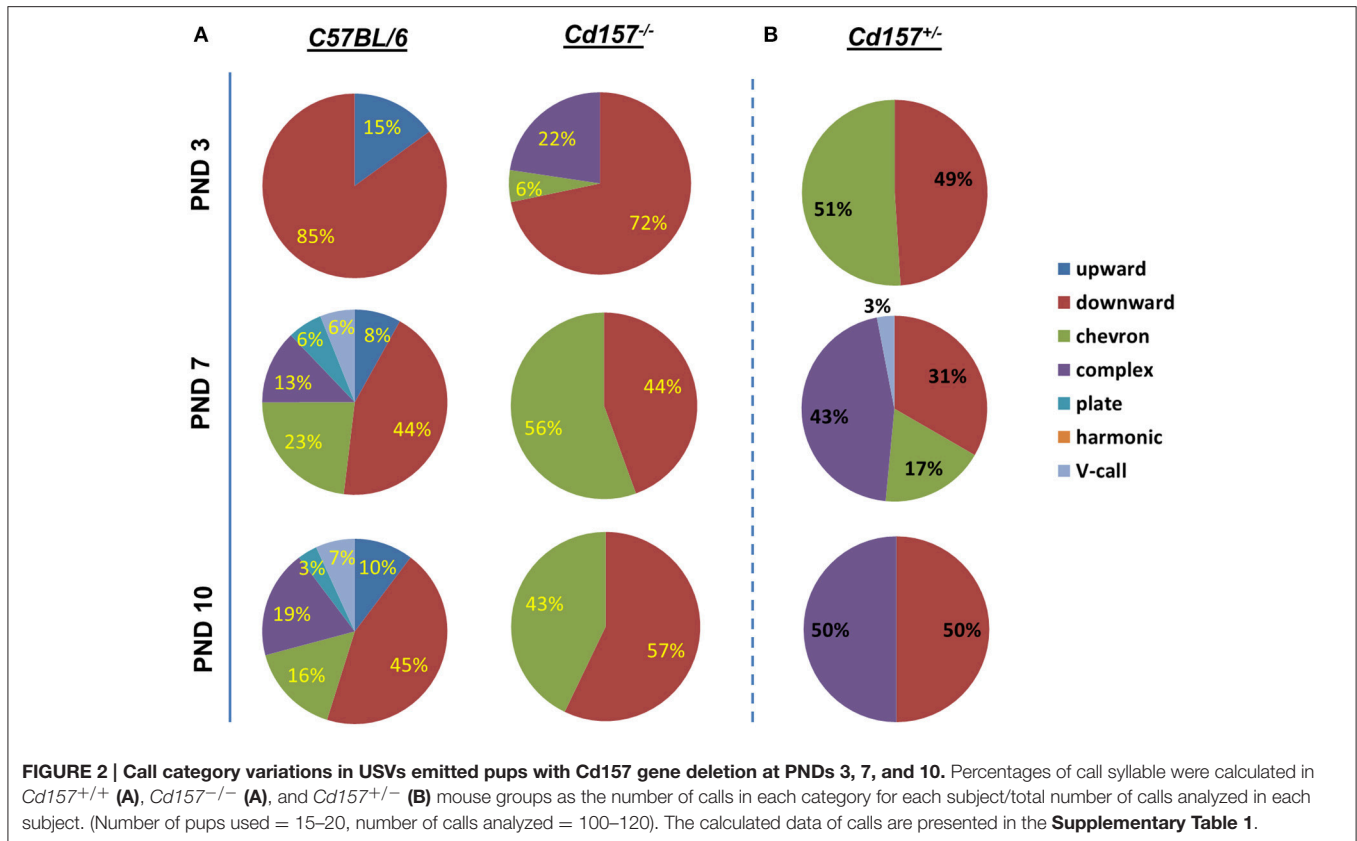 A
C57BL/6
Cd157-/-
B
Cd157+/-
PND 3
15%
85%
22%
6%
72%
51%
49%
PND 7
6%
6%
8%
13%
23%
44%
56%
44%
3%
43%
31%
17%
PND 10
7%
3%
10%
19%
16%
45%
43%
57%
50%
50%
upward
downward
chevron
complex
plate
harmonic
V-call
FIGURE 2 | Call category variations in USVs emitted pups with Cd157 gene deletion at PNDs 3, 7, and 10. Percentages of call syllable were calculated in
Cd157+/+ (A), Cd157−/− (A), and Cd157+/− (B) mouse groups as the number of calls in each category for each subject/total number of calls analyzed in each
subject. (Number of pups used = 15–20, number of calls analyzed = 100–120). The calculated data of calls are presented in the Supplementary Table 1.